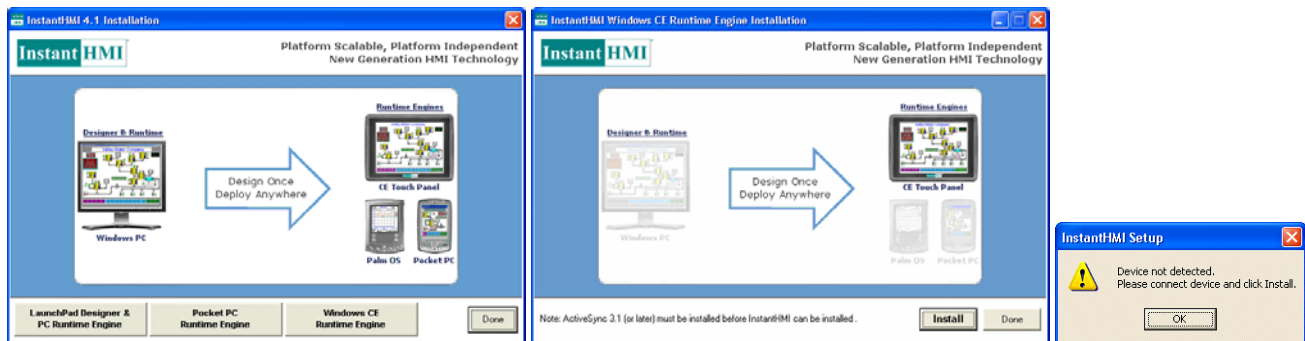 InstantHMI 4.1 Installation
Instant HMI
Platform Scalable, Platform Independent
New Generation HMI Technology
Designer & Runtime
Windows PC
Design Once
Deploy Anywhere
Runtime Engines
CE Touch Panel
Palm OS Pocket PC
LaunchPad Designer &
PC Runtime Engine
Pocket PC
Runtime Engine
Windows CE
Runtime Engine
Done
InstantHMI Windows CE Runtime Engine Installation
Instant HMI
Platform Scalable, Platform Independent
New Generation HMI Technology
Designer & Runtime
Windows PC
Design Once
Deploy Anywhere
Runtime Engines
CE Touch Panel
Palm OS Pocket PC
Note: ActiveSync 3.1 (or later) must be installed before InstantHMI can be installed .
Install
Done
InstantHMI Setup
Device not detected.
Please connect device and click Install.
OK